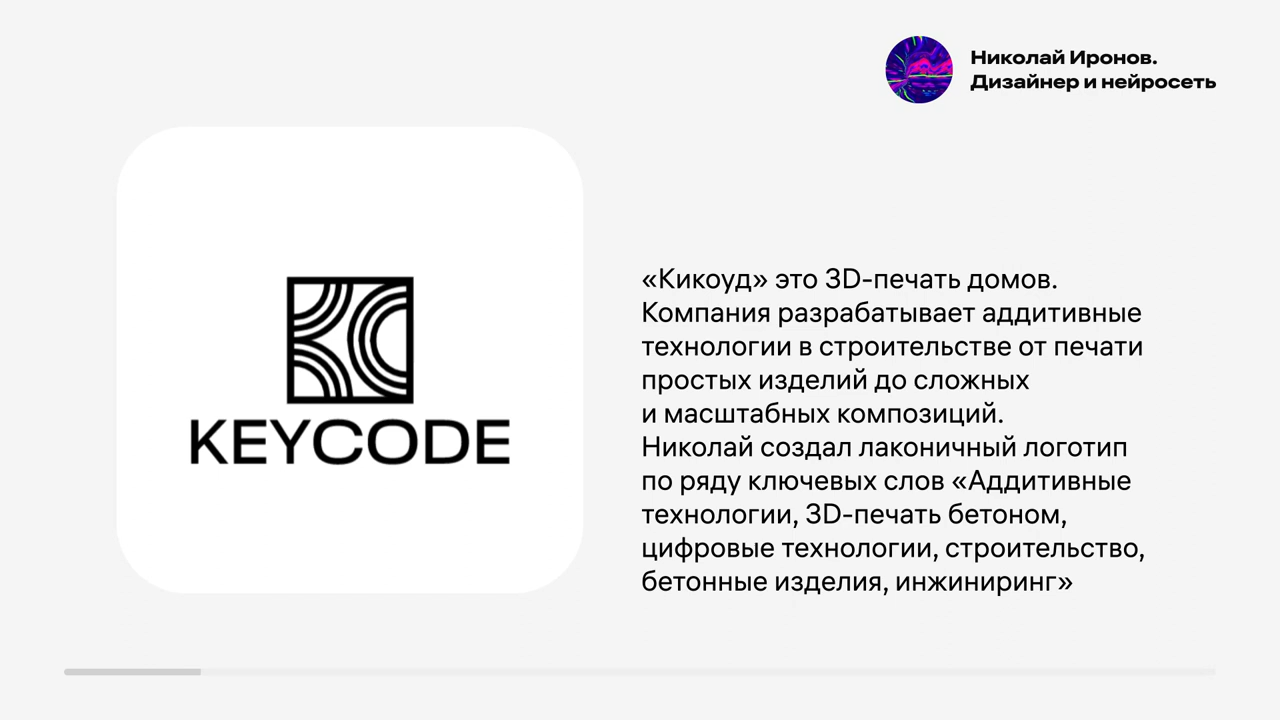 Николай Иронов.
Дизайнер и нейросеть
KEYCODE
«Кикоуд» это 3D-печать домов.
Компания разрабатывает аддитивные
технологии в строительстве от печати
простых изделий до сложных
и масштабных композиций.
Николай создал лаконичный логотип
по ряду ключевых слов «Аддитивные
технологии, 3D-печать бетоном,
цифровые технологии, строительство,
бетонные изделия, инжиниринг»